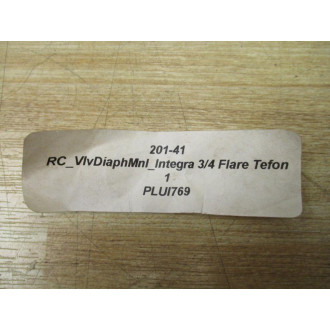 201-41
RC_VlvDiaphMnl_Integra 3/4 Flare Tefon
1
PLUI769